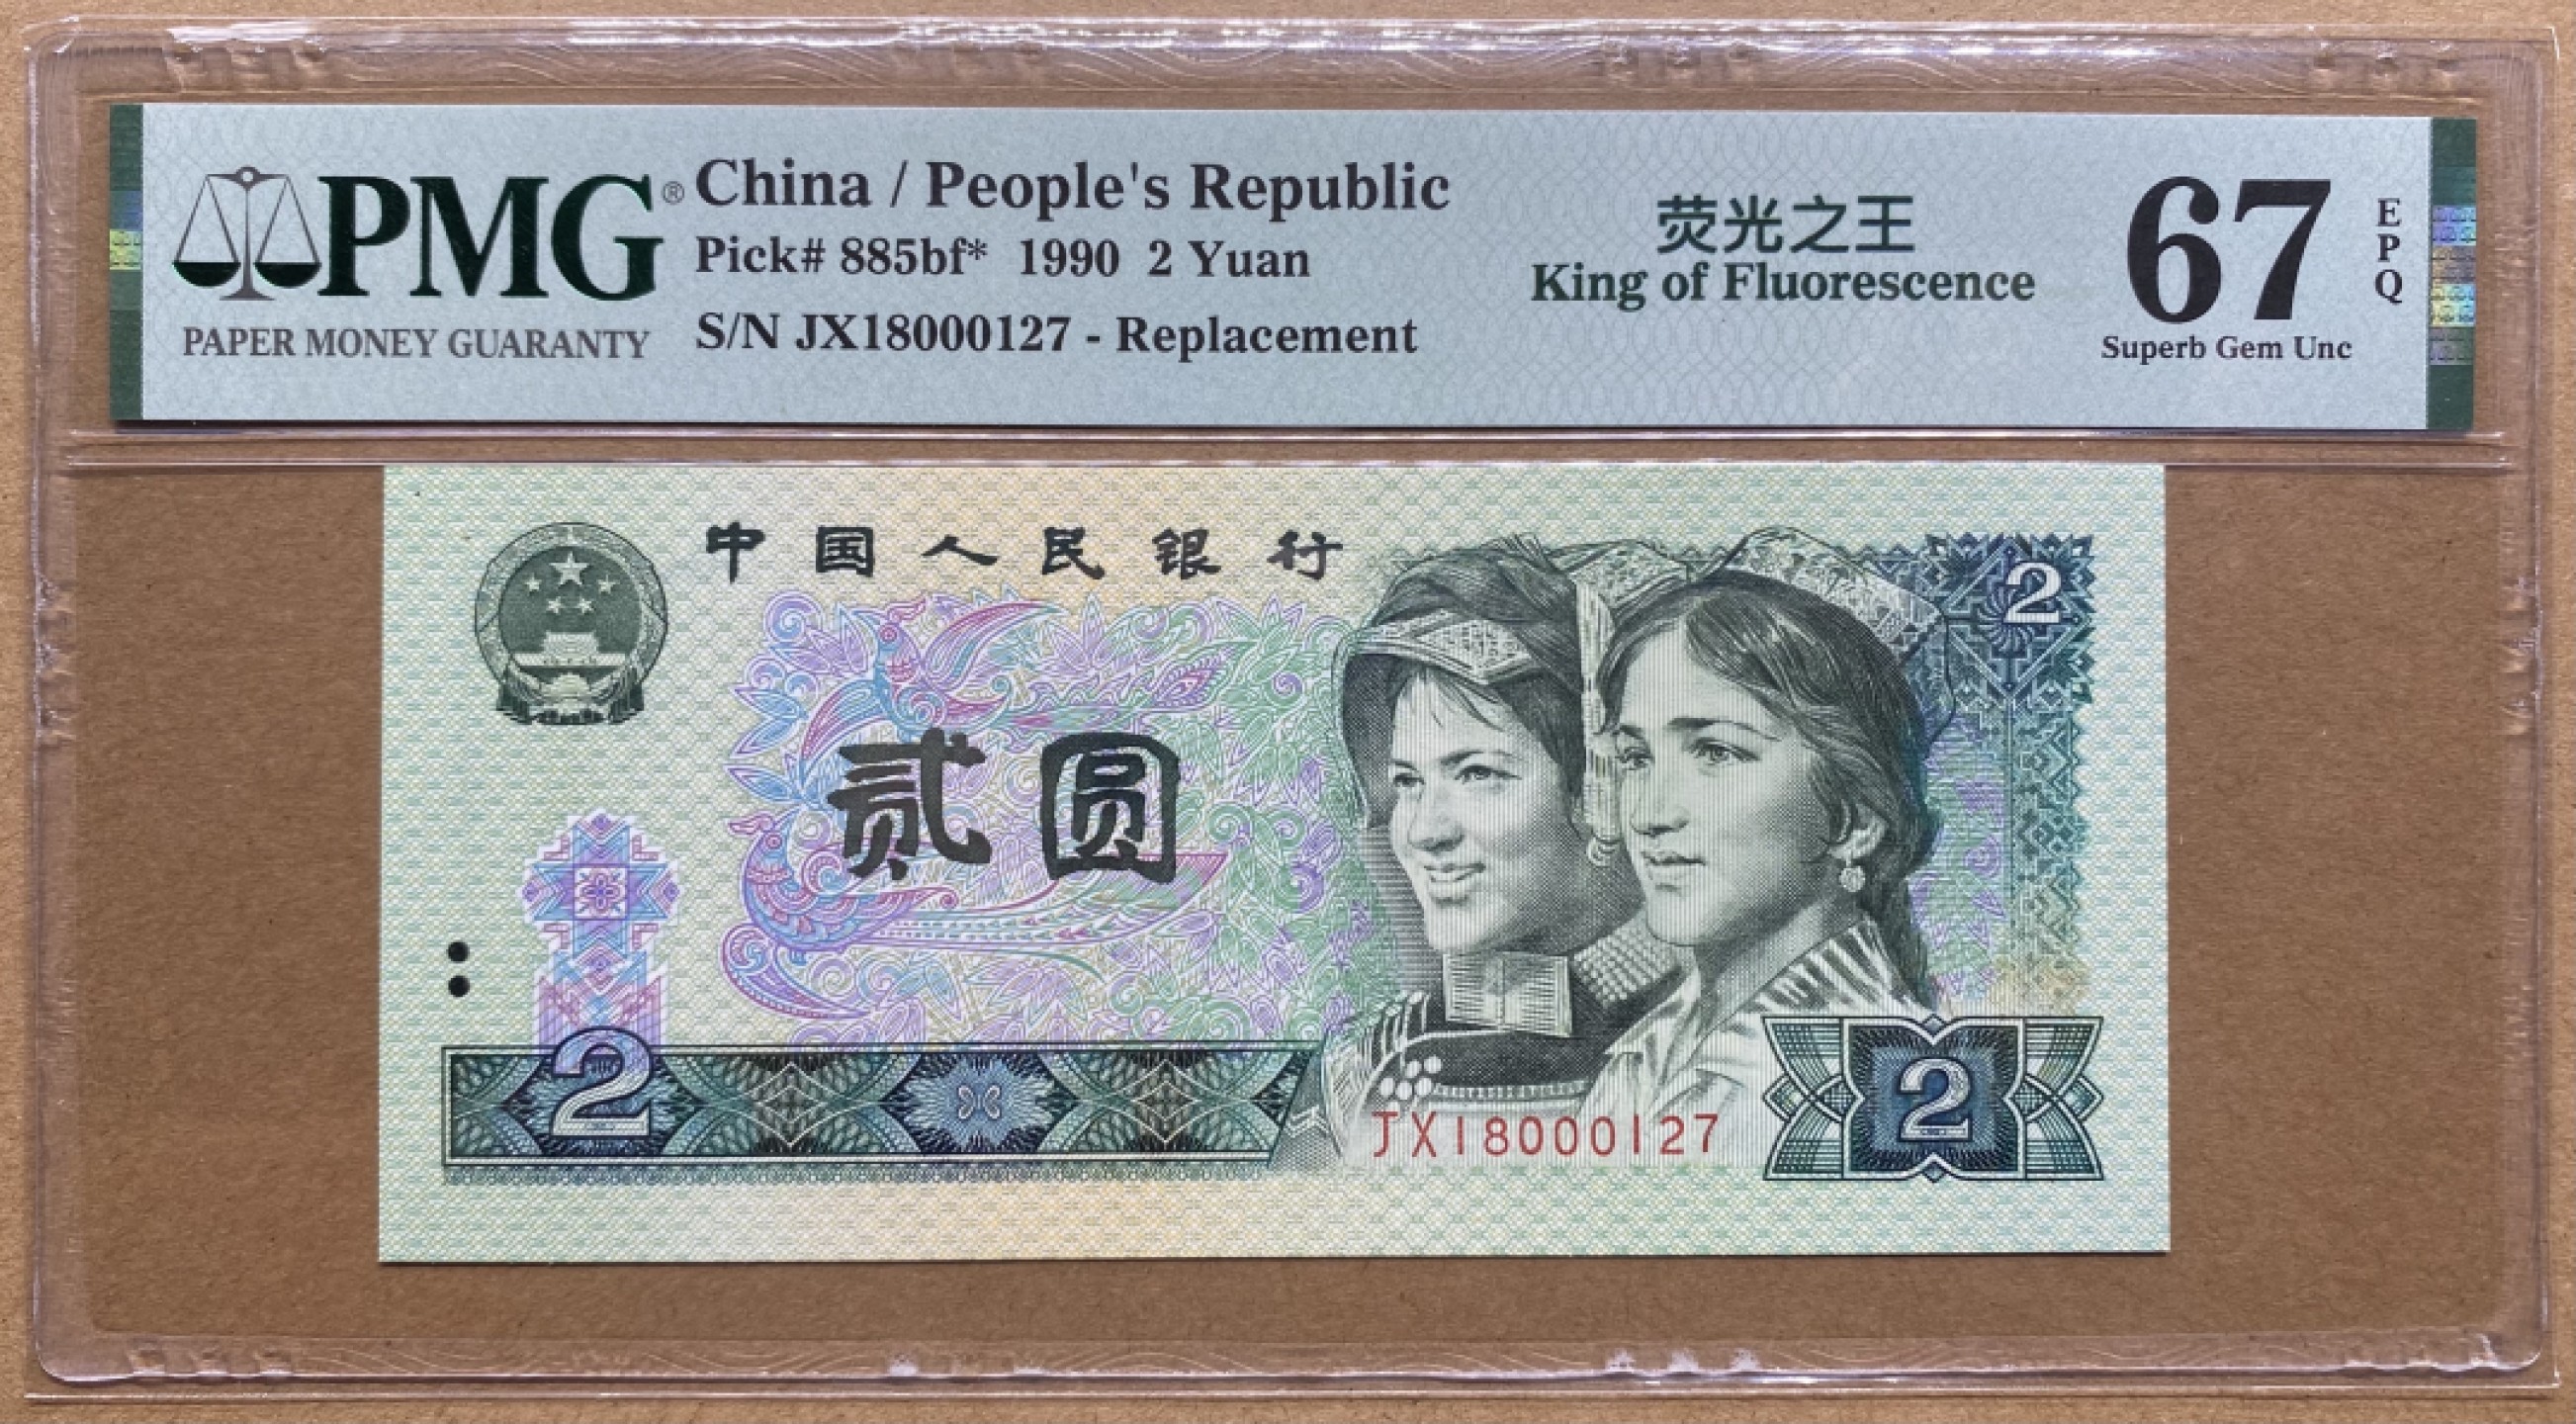 PMG®
PAPER MONEY GUARANTY
China / People's Republic
Pick# 885bf* 1990 2 Yuan
S/N JX18000127 - Replacement
荧光之王
King of Fluorescence
67
EPQ
Superb Gem Unc
中国人民银行
2
贰圆
2
JX18000127
2